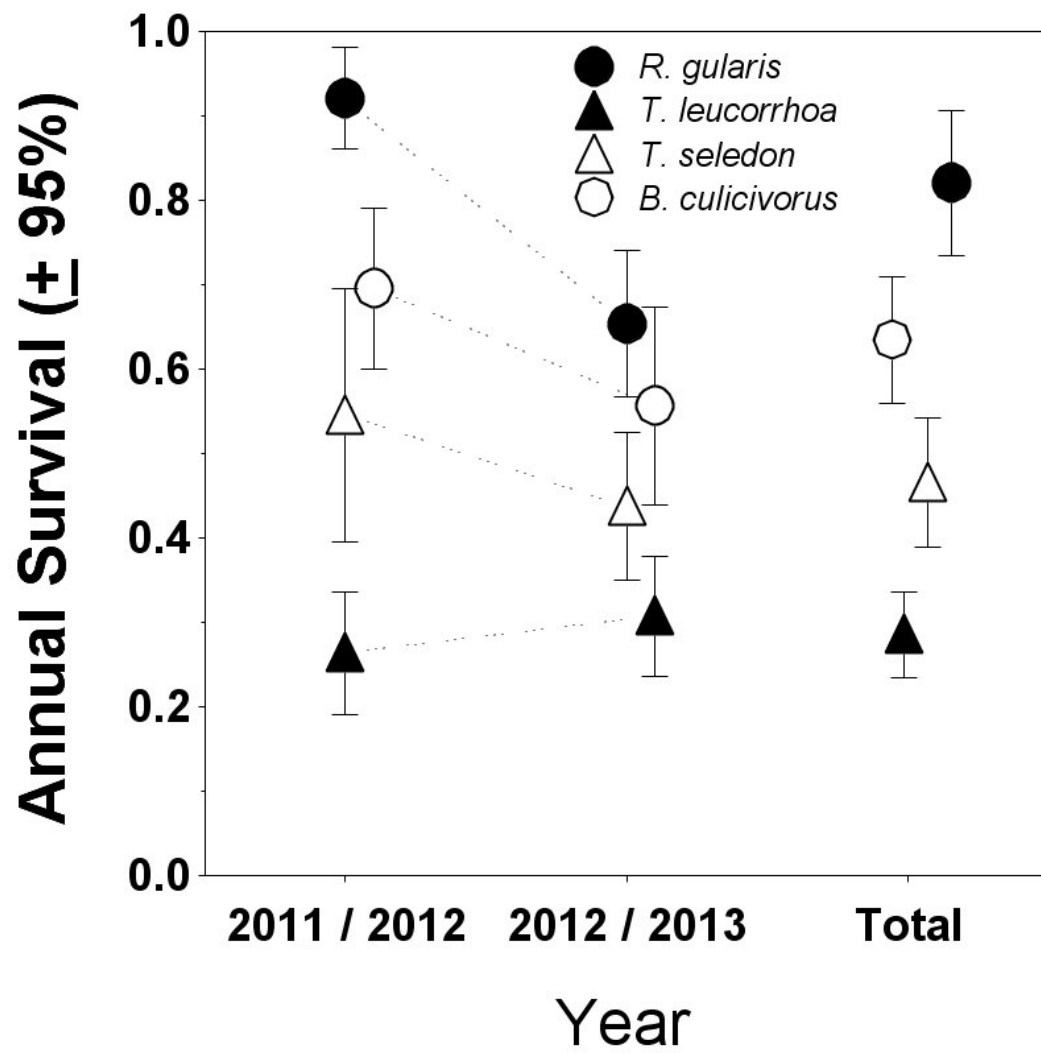 Annual Survival (± 95%)
1.0
0.8
0.6
0.4
0.2
0.0
R. gularis
T. leucorrhoa
T. seledon
B. culicivorus
2011 / 2012 2012 / 2013 Total
Year